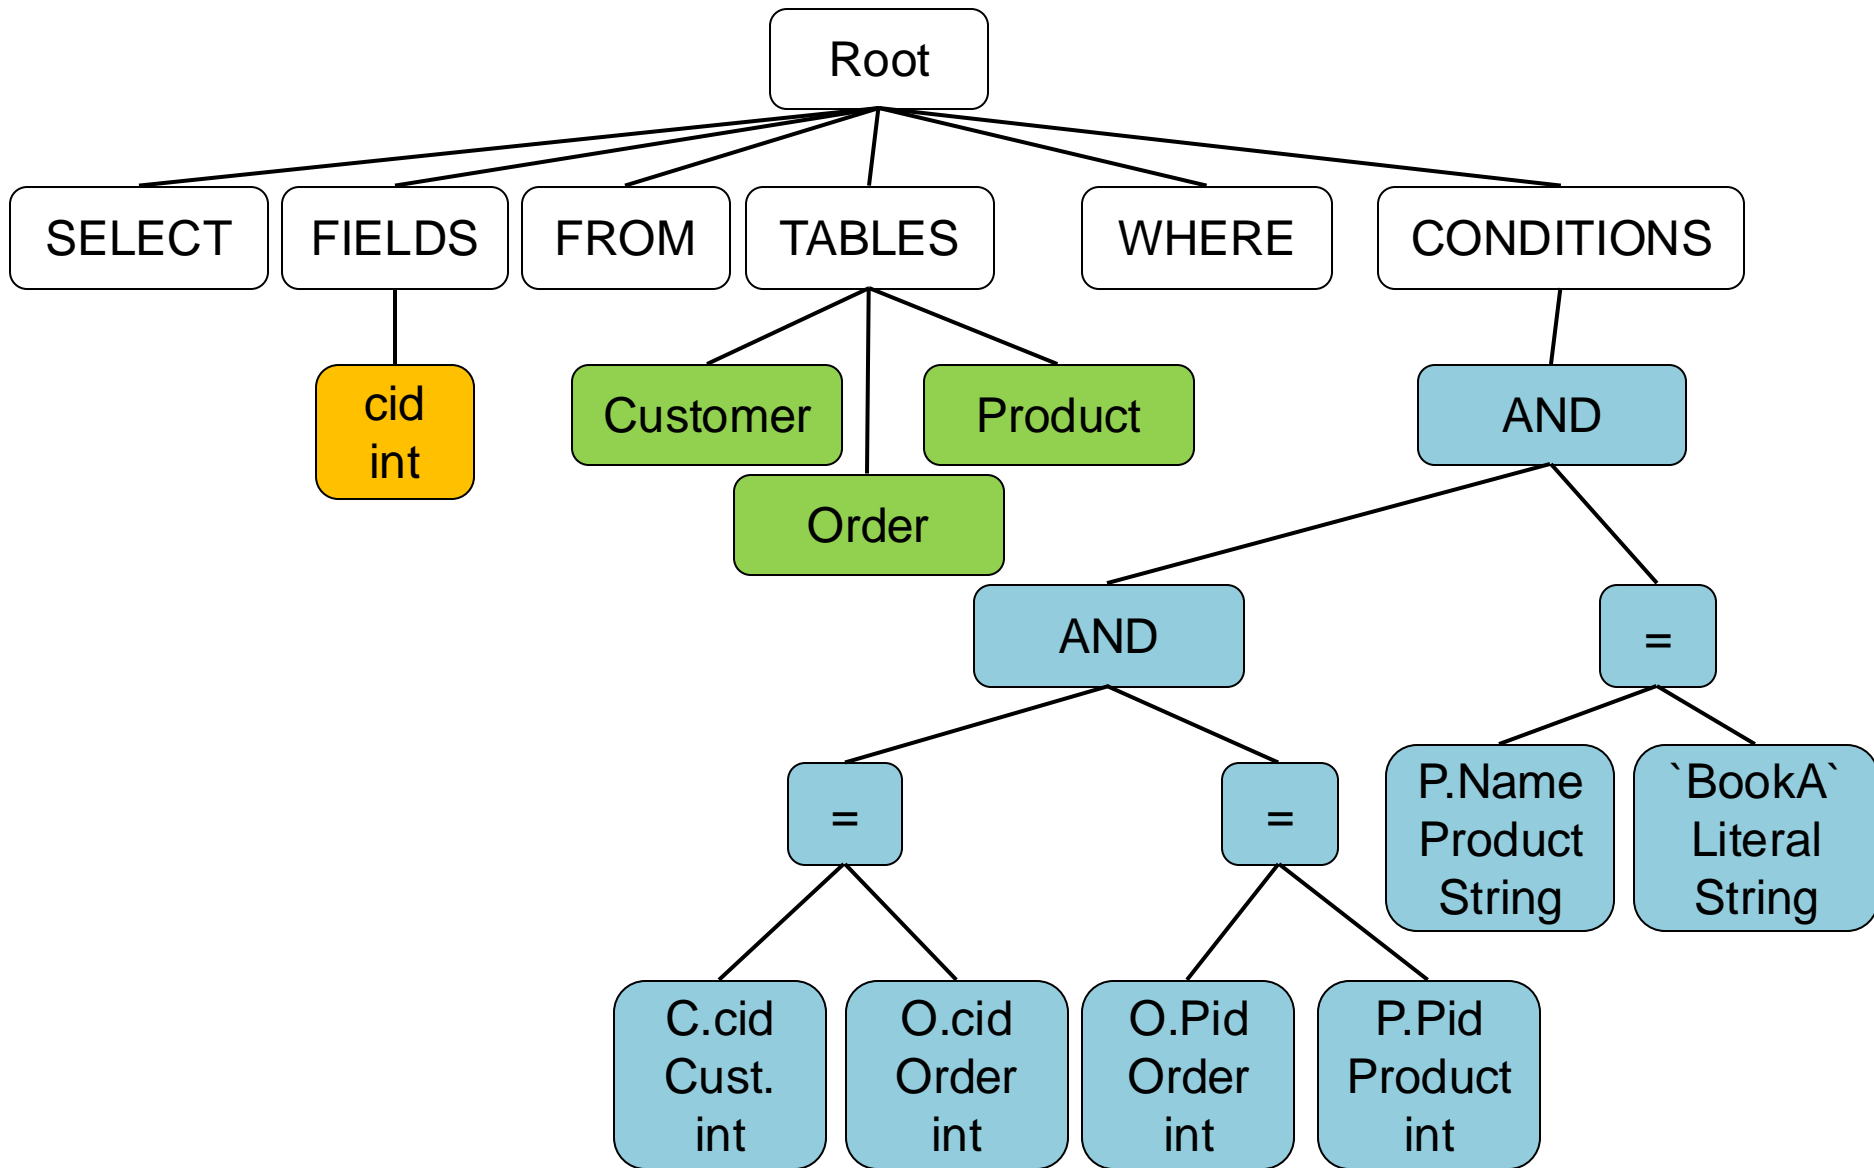 Root
SELECT
FIELDS
FROM
TABLES
WHERE
CONDITIONS
cid
int
Customer
Product
AND
Order
AND
=
=
=
P.Name
Product
String
`BookA`
Literal
String
C.cid
Cust.
int
O.cid
Order
int
O.Pid
Order
int
P.Pid
Product
int